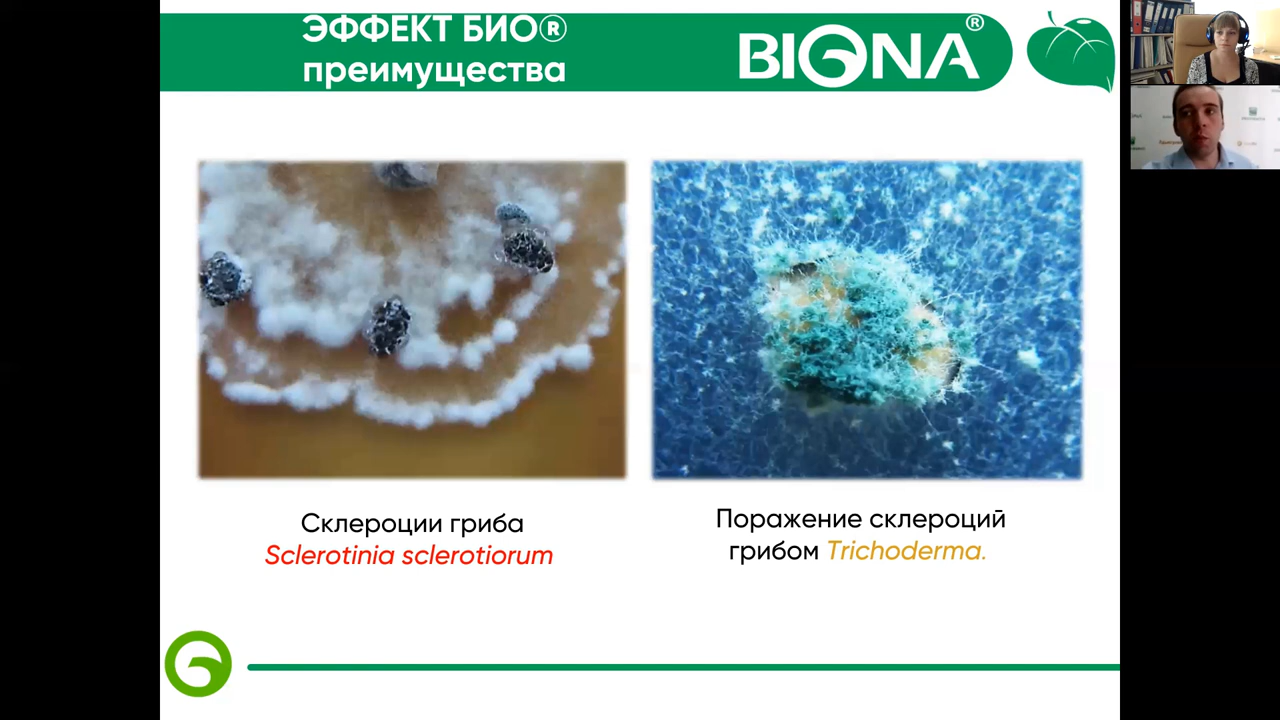 ЭФФЕКТ БИО®
преимущества
BIONA®
Склероции гриба
Sclerotinia sclerotiorum
Поражение склероций
грибом Trichoderma.